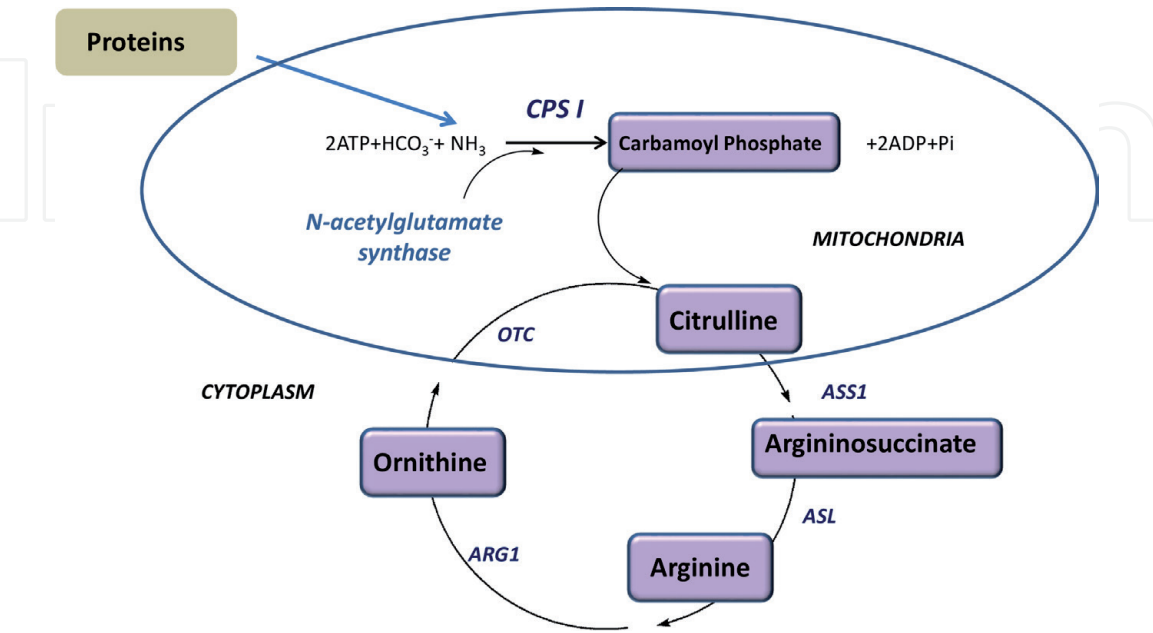 Proteins
CPS I
2ATP+HCO₃⁻+ NH₃
Carbamoyl Phosphate
+2ADP+Pi
N-acetylglutamate
synthase
MITOCHONDRIA
Citrulline
OTC
CYTOPLASM
ASS1
Argininosuccinate
Ornithine
ASL
ARG1
Arginine